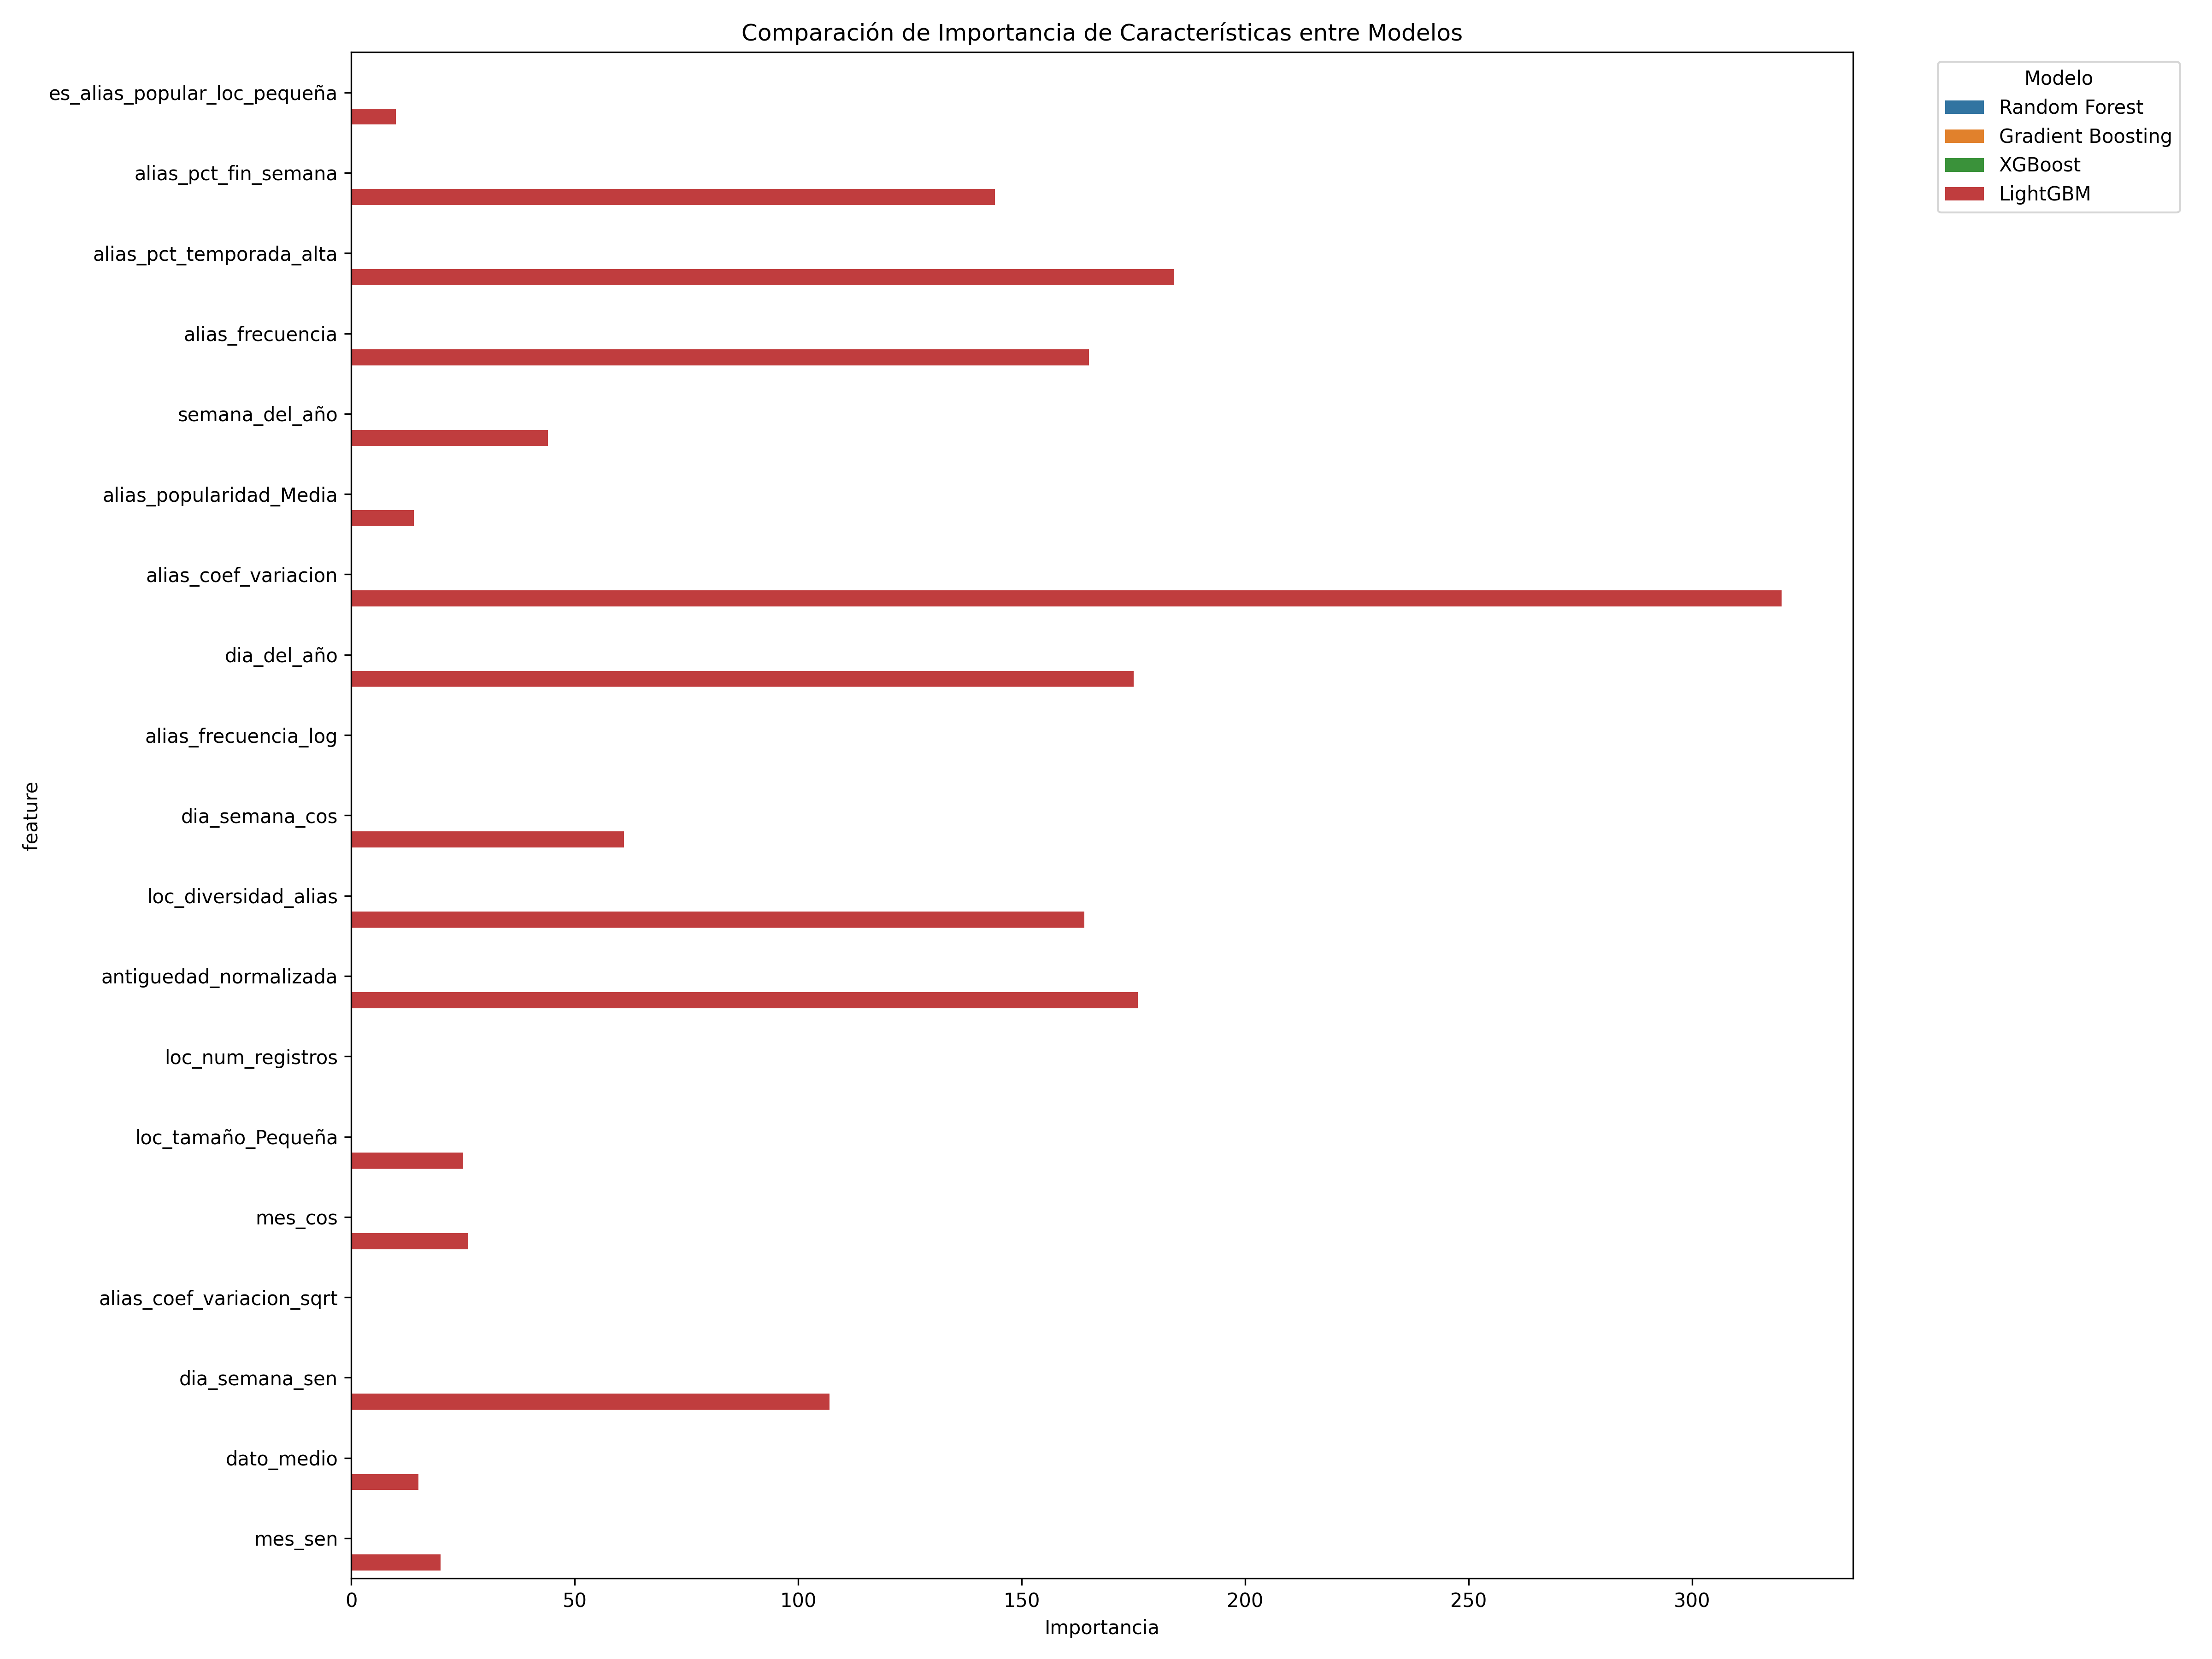 Comparación de Importancia de Características entre Modelos
Modelo
Random Forest
Gradient Boosting
XGBoost
LightGBM
feature
es_alias_popular_loc_pequeña
alias_pct_fin_semana
alias_pct_temporada_alta
alias_frecuencia
semana_del_año
alias_popularidad_Media
alias_coef_variacion
dia_del_año
alias_frecuencia_log
dia_semana_cos
loc_diversidad_alias
antiguedad_normalizada
loc_num_registros
loc_tamaño_Pequeña
mes_cos
alias_coef_variacion_sqrt
dia_semana_sen
dato_medio
mes_sen
0 50 100 150 200 250 300
Importancia